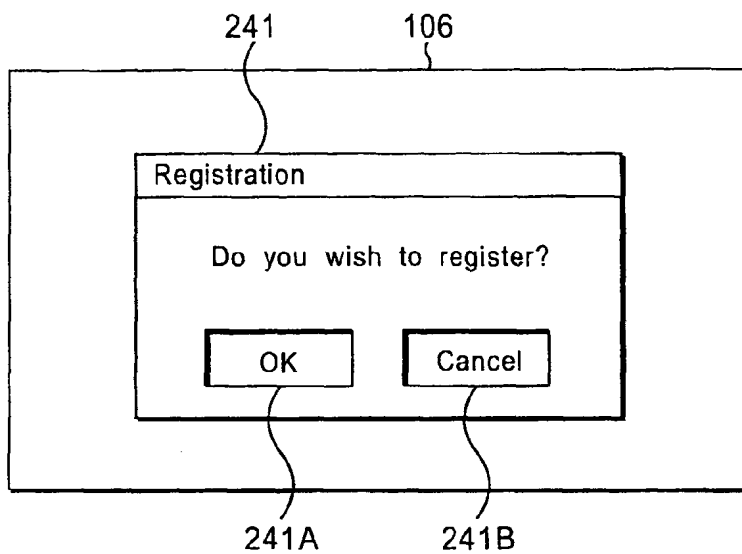 241 106
Registration
Do you wish to register?
OK Cancel
241A 241B